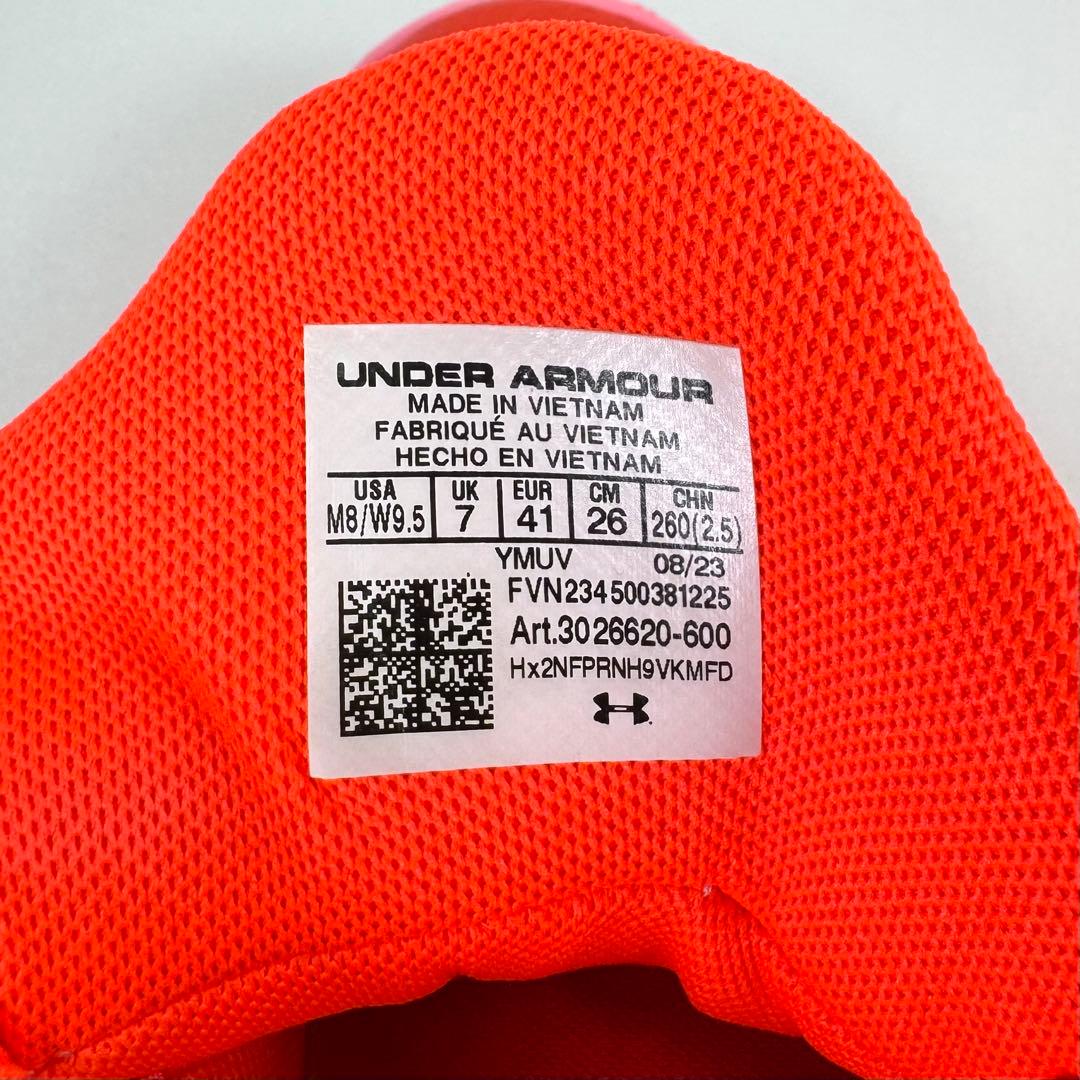 UNDER ARMOUR
MADE IN VIETNAM
FABRIQUÉ AU VIETNAM
HECHO EN VIETNAM
USA UK EUR CM CHN
M8/W9.5 7 41 26 260(2.5)
YMUV 08/23
FVN234500381225
Art.3026620-600
Hx2NFPRNH9VKMFD